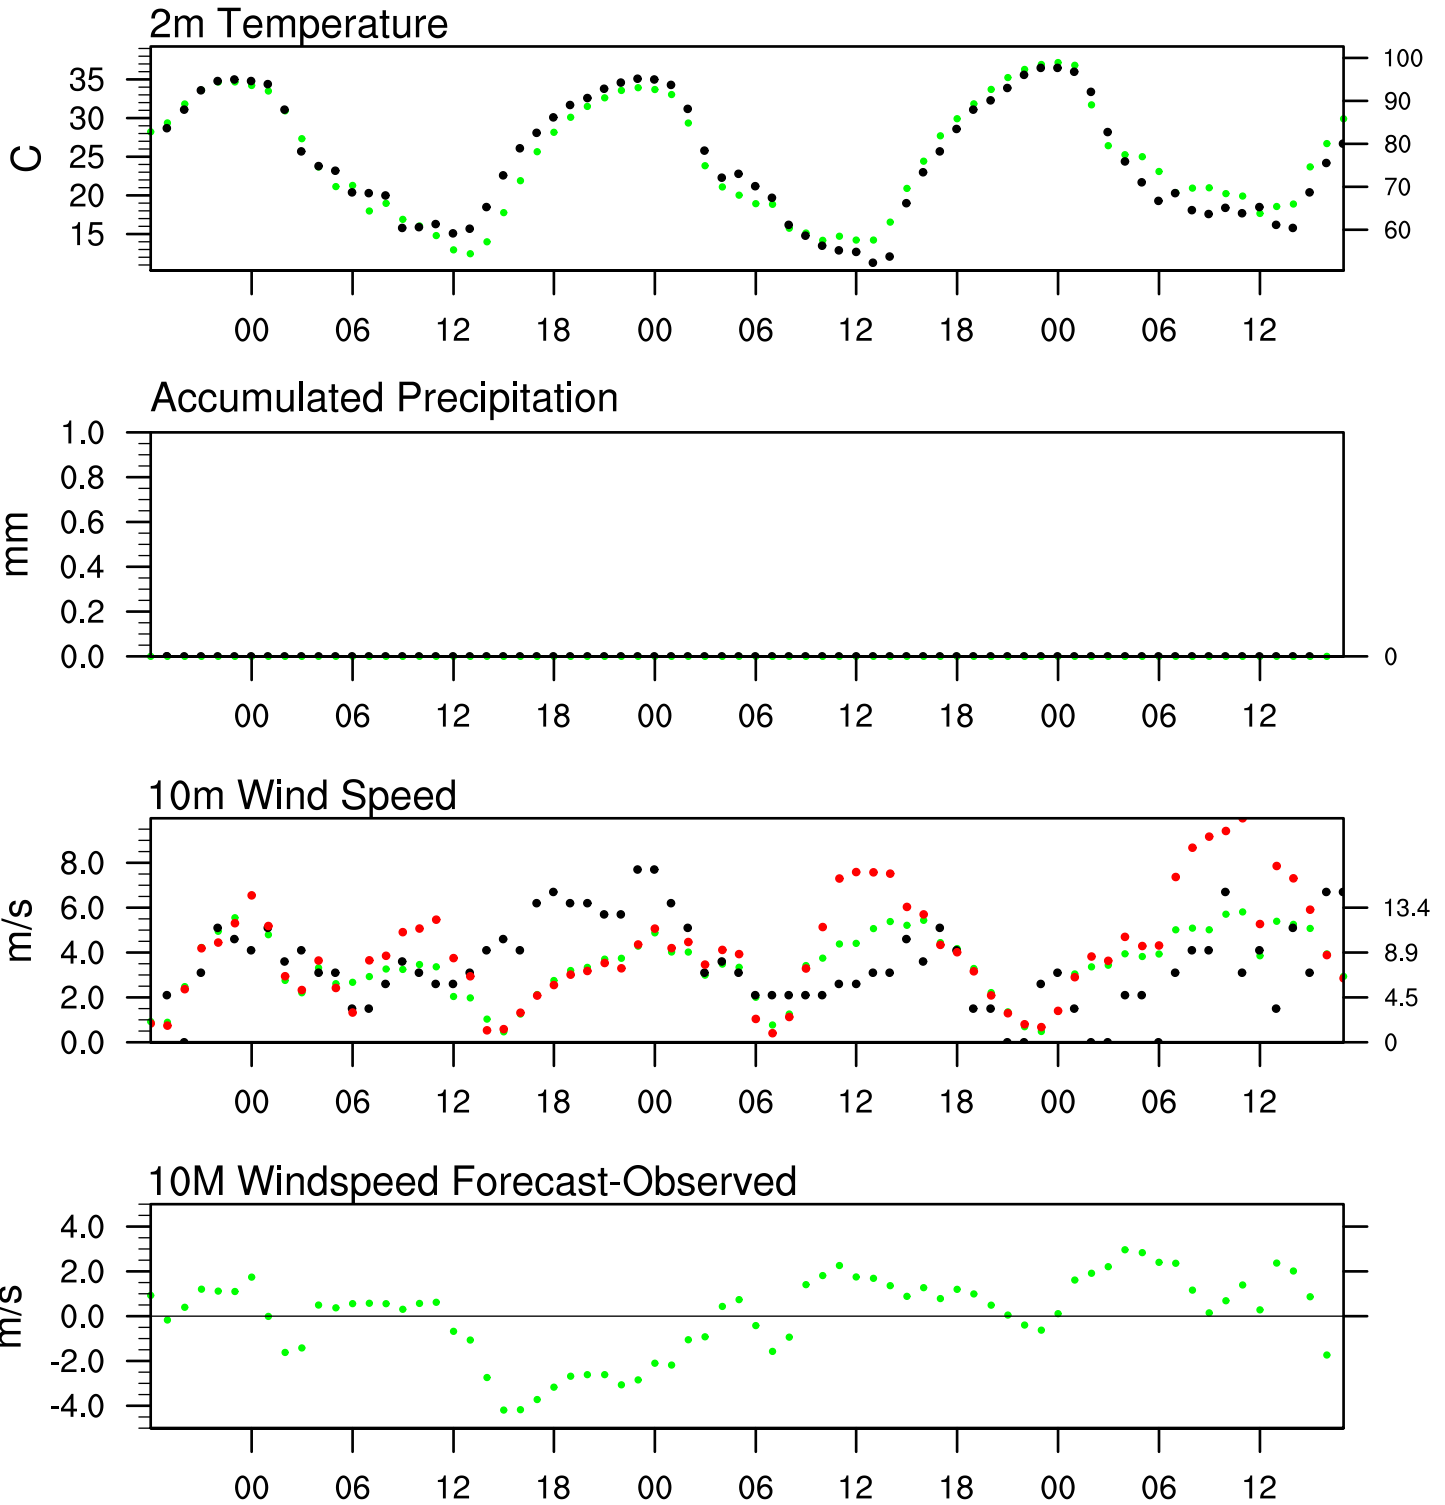 2m Temperature
35
30
25
20
15
C
100
90
80
70
60
00 06 12 18 00 06 12 18 00 06 12
Accumulated Precipitation
1.0
0.8
0.6
0.4
0.2
0.0
mm
0
00 06 12 18 00 06 12 18 00 06 12
10m Wind Speed
8.0
6.0
4.0
2.0
0.0
m/s
13.4
8.9
4.5
0
00 06 12 18 00 06 12 18 00 06 12
10M Windspeed Forecast-Observed
4.0
2.0
0.0
-2.0
-4.0
m/s
00 06 12 18 00 06 12 18 00 06 12